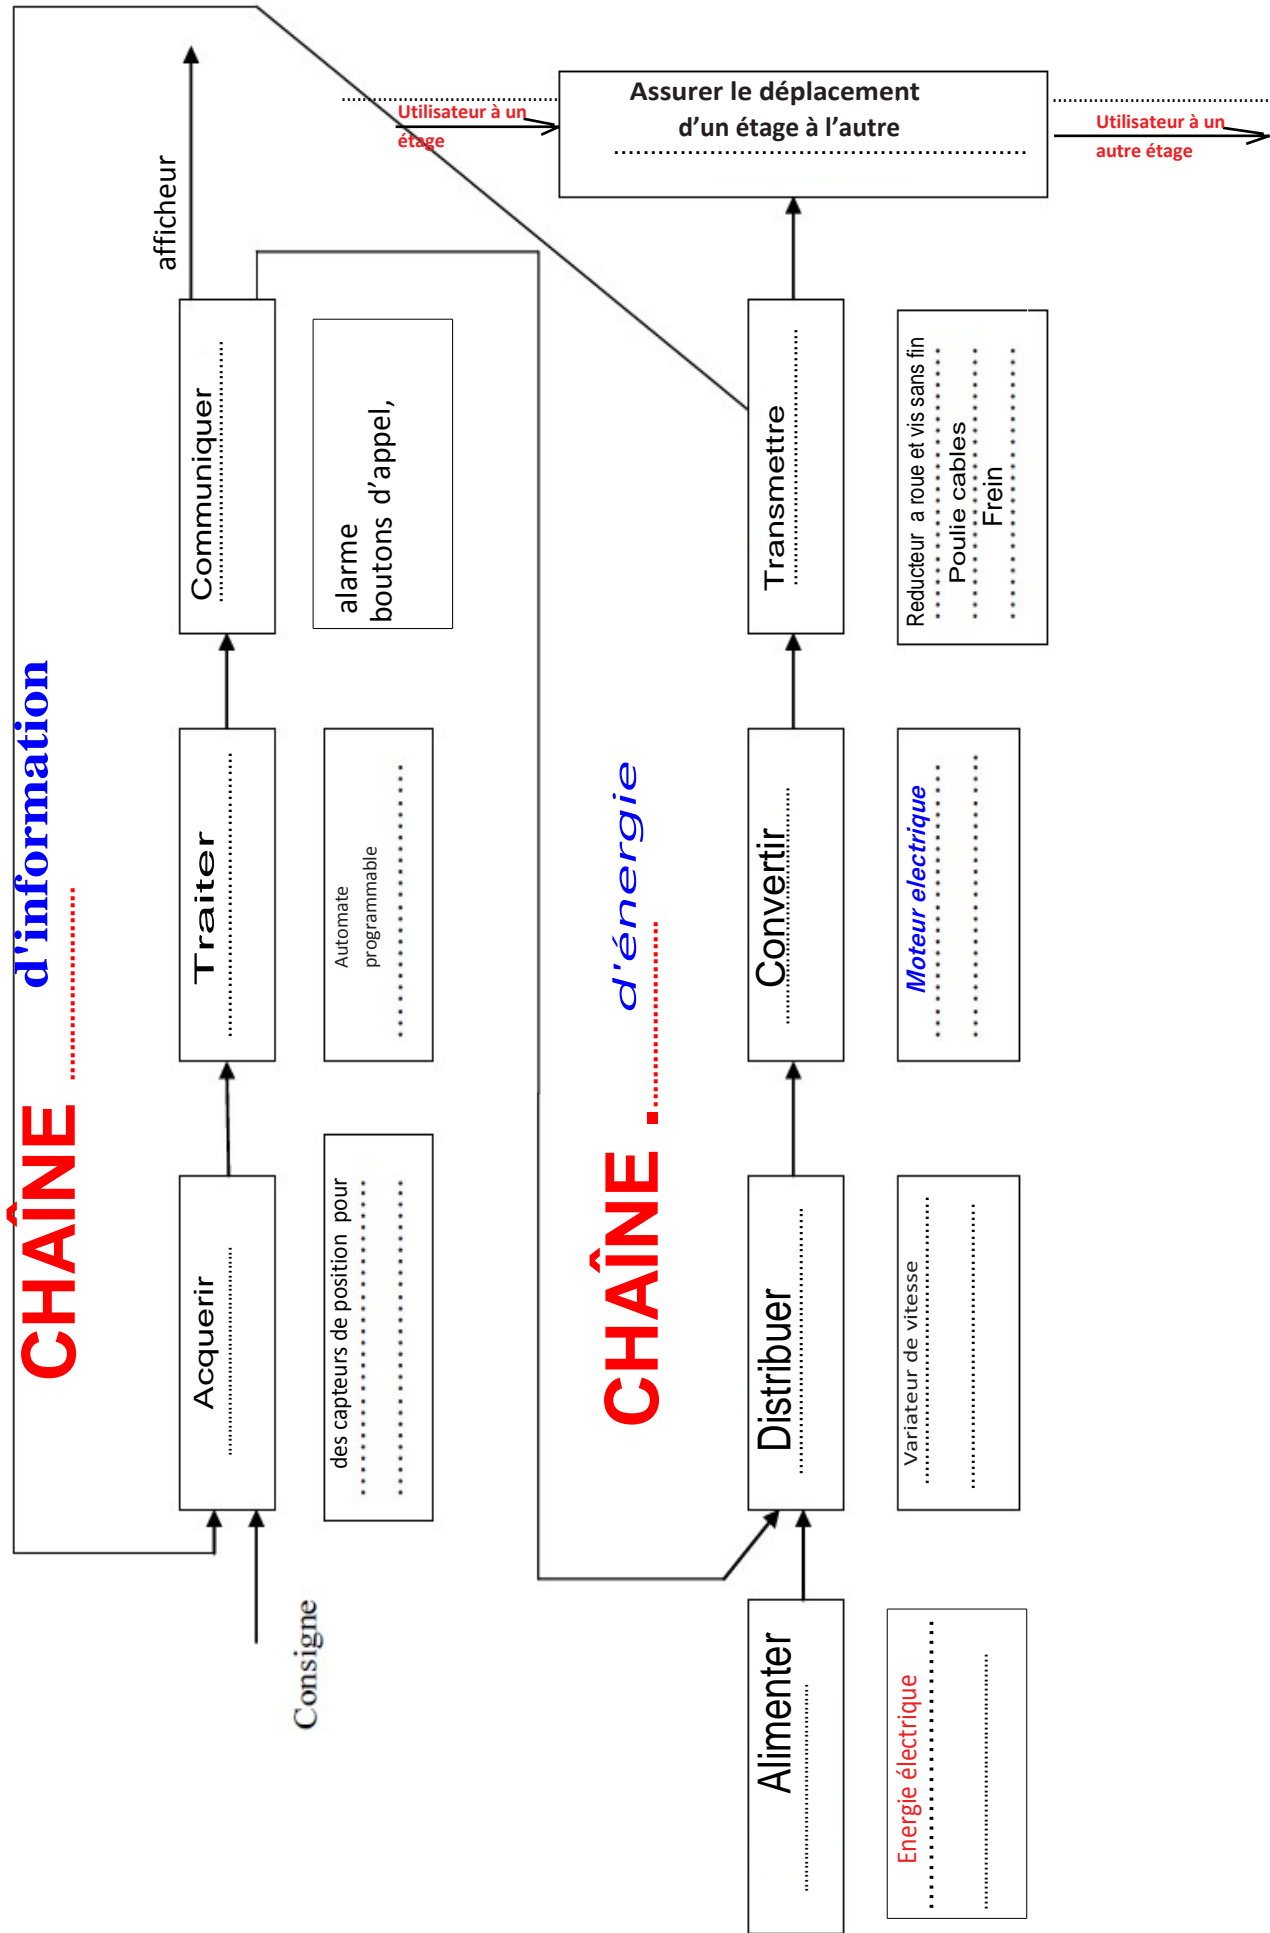 CHAÎNE d'information
Consigne
Acquerir
des capteurs de position pour
Traiter
Automate
programmable
Communiquer
alarme
boutons d'appel,
afficheur
CHAÎNE . d'énergie
Alimenter
Energie électrique
Distribuer
Variateur de vitesse
Convertir
Moteur electrique
Transmettre
Reducteur a roue et vis sans fin
Poulie cables
Frein
Utilisateur à un
étage
Assurer le déplacement
d’un étage à l’autre
Utilisateur à un
autre étage